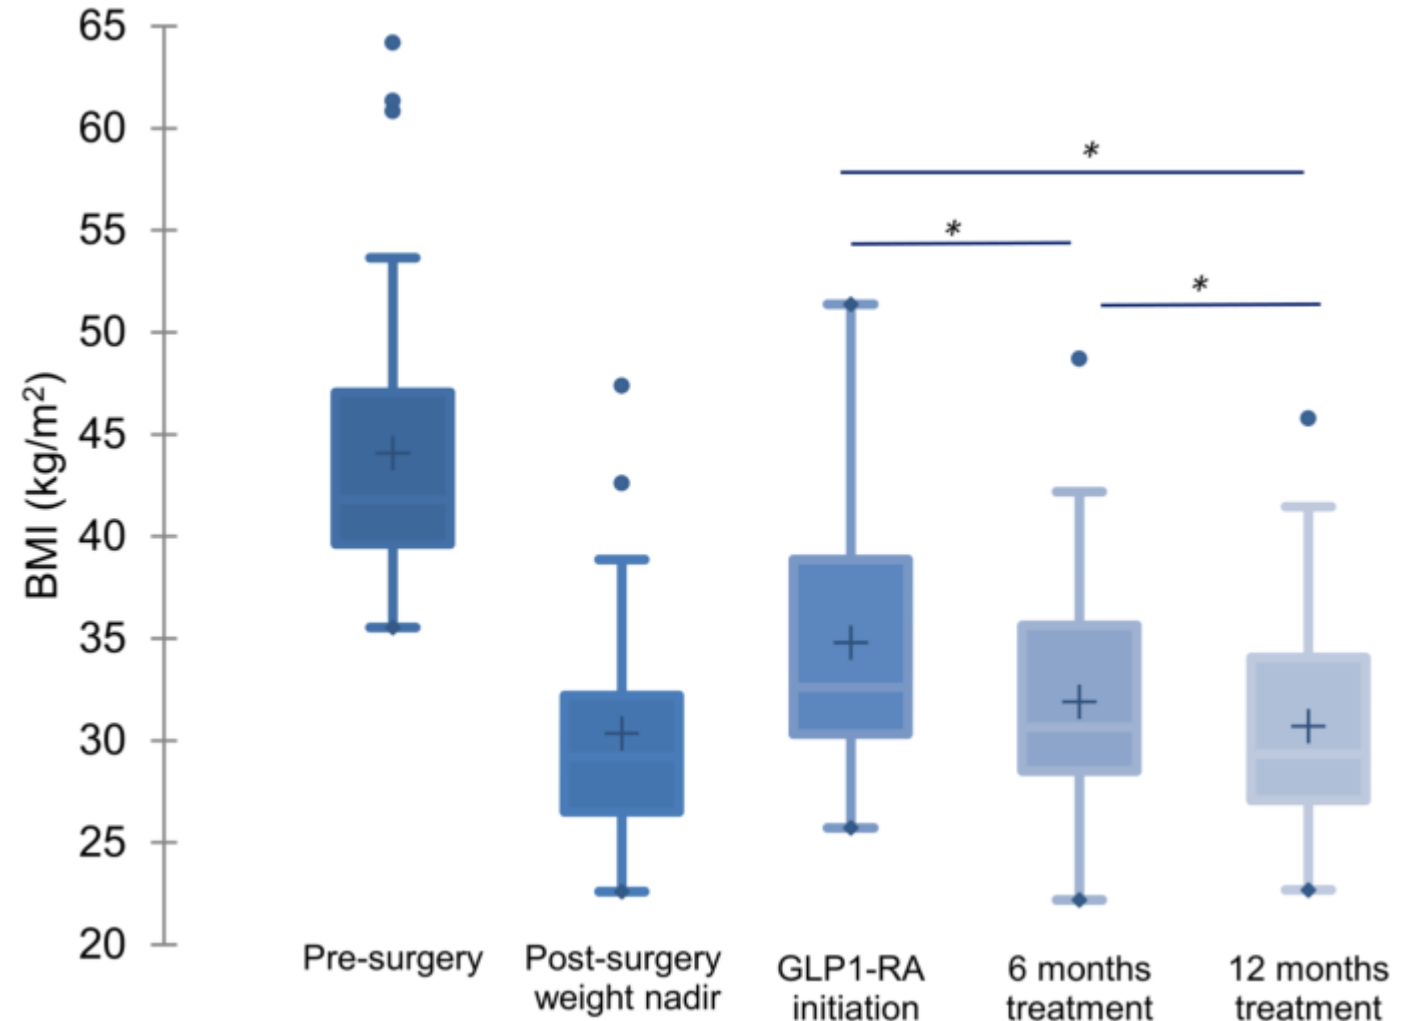 65
60
55
50
45
40
35
30
25
20
BMI (kg/m²)
*
*
*
Pre-surgery
Post-surgery
weight nadir
GLP1-RA
initiation
6 months
treatment
12 months
treatment